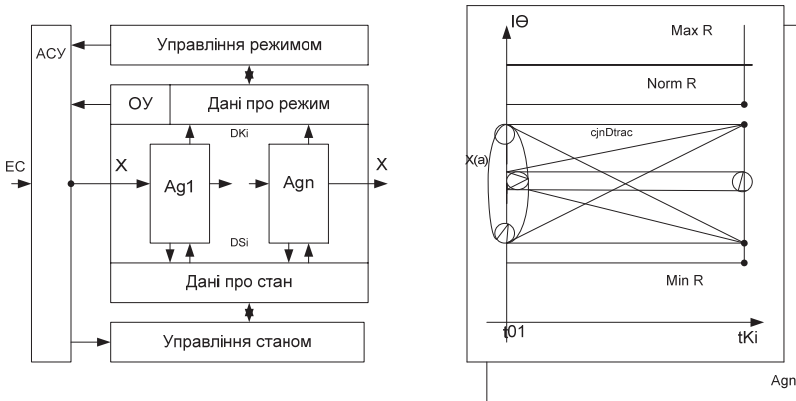 Управління режимом
АСУ
ОУ
Дані про режим
DKi
ЕС
X
Ag1
Agn
X
DSi
Дані про стан
Управління станом
IΘ
Max R
Norm R
cjnDtrac
X(a)
Min R
t01
tKi
Agn